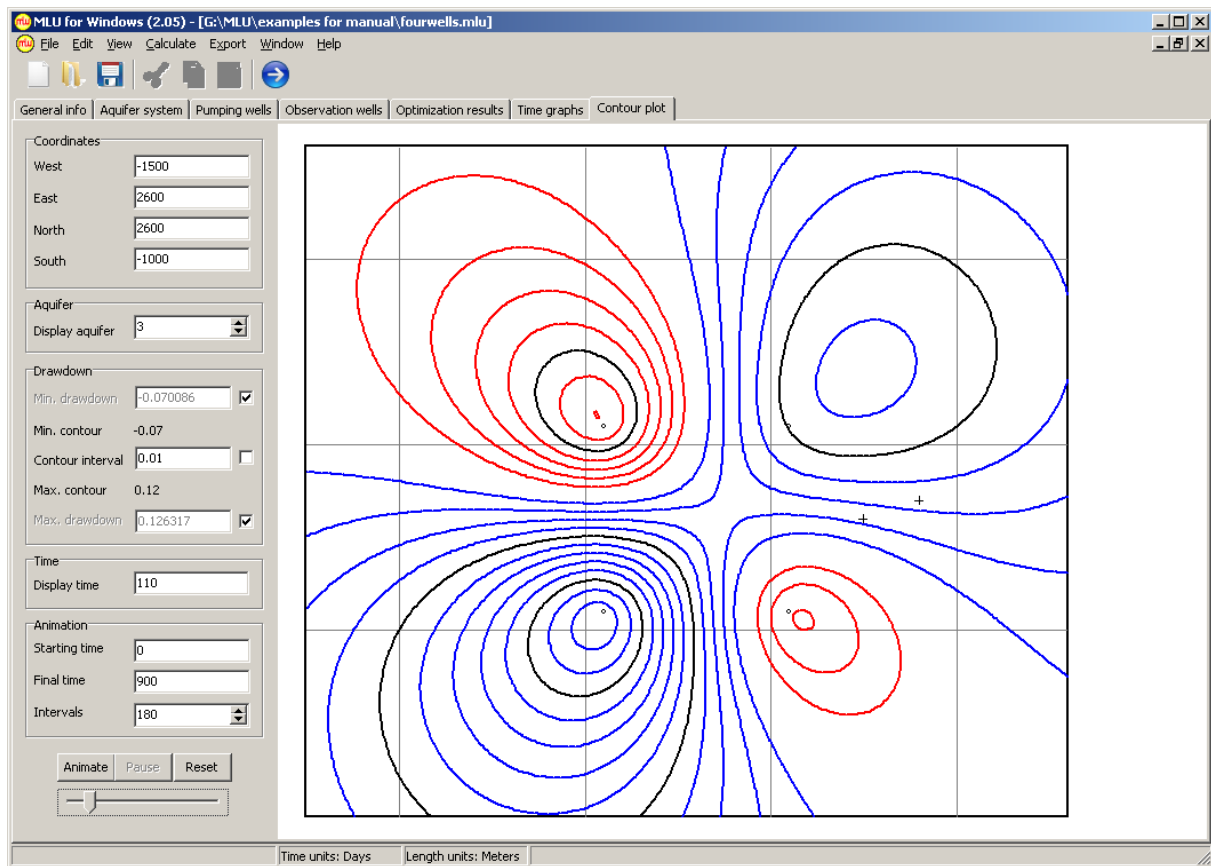 MLU for Windows (2.05) - [G:\MLU\examples for manual\fourwells.mlu]
File Edit View Calculate Export Window Help
General info Aquifer system Pumping wells Observation wells Optimization results Time graphs Contour plot
Coordinates
West -1500
East 2600
North 2600
South -1000
Aquifer
Display aquifer 3
Drawdown
Min. drawdown -0.070086
Min. contour -0.07
Contour interval 0.01
Max. contour 0.12
Max. drawdown 0.126317
Time
Display time 110
Animation
Starting time 0
Final time 900
Intervals 180
Animate Pause Reset
Time units: Days Length units: Meters